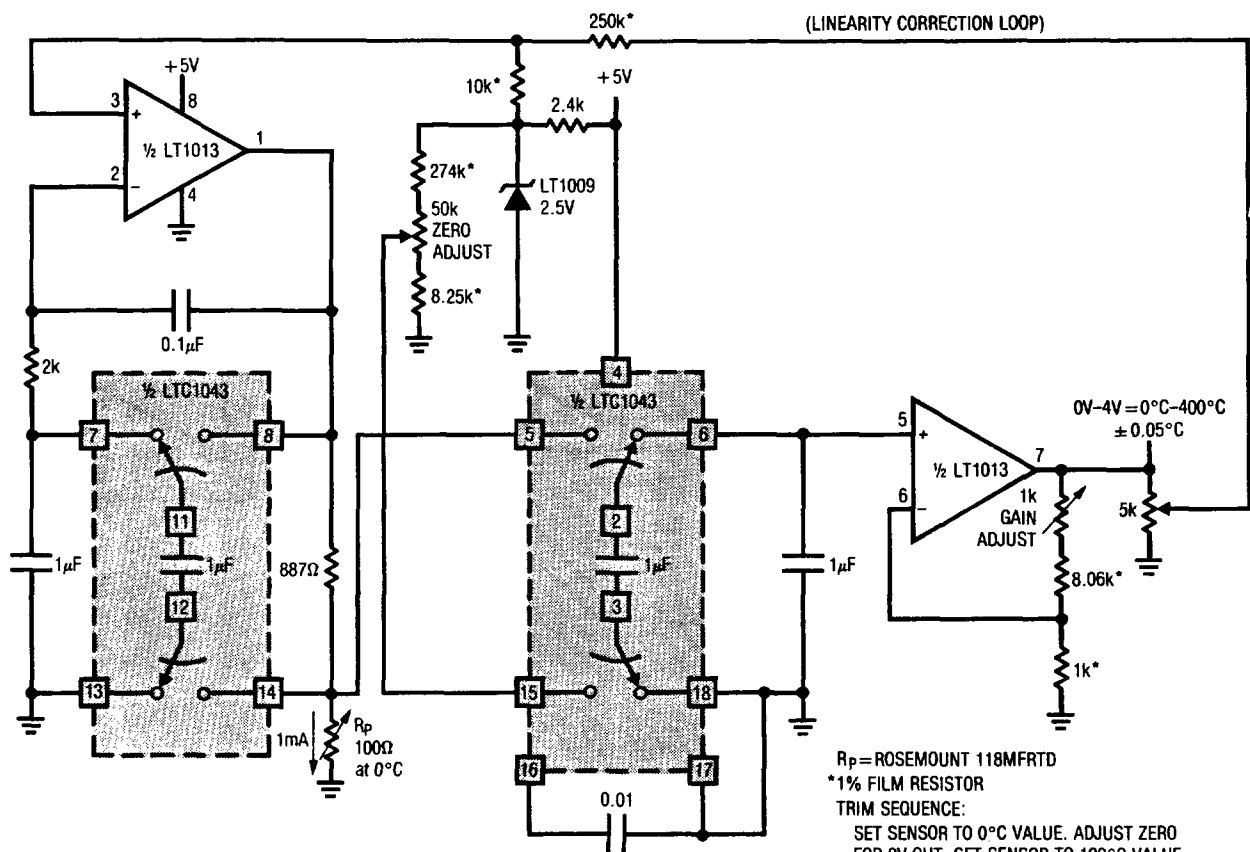 250k*
(LINEARITY CORRECTION LOOP)
+5V
3
+
8
10k*
+5V
2.4k
½ LT1013
1
2
−
4
274k*
LT1009
2.5V
50k
ZERO
ADJUST
8.25k*
0.1μF
2k
½ LTC1043
7
8
11
1μF
12
1μF
887Ω
13
14
1mA
Rp
100Ω
at 0°C
4
½ LTC1043
5
6
2
1μF
3
15
18
16
17
0.01
1μF
5
+
½ LT1013
7
6
−
0V-4V=0°C-400°C
±0.05°C
1k
GAIN
ADJUST
5k
8.06k*
1k*
Rp=ROSEMOUNT 118MFRTD
*1% FILM RESISTOR
TRIM SEQUENCE:
SET SENSOR TO 0°C VALUE. ADJUST ZERO